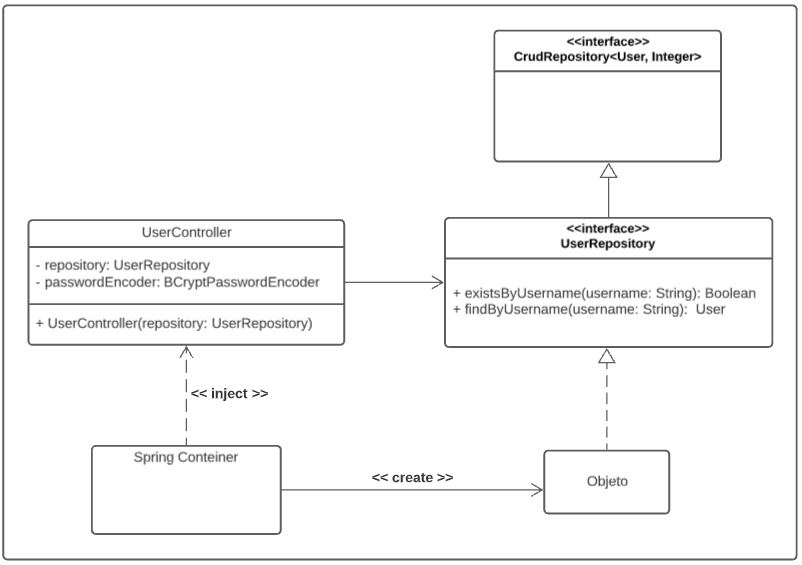 <<interface>>
CrudRepository<User, Integer>
UserController
- repository: UserRepository
- passwordEncoder: BCryptPasswordEncoder
+ UserController(repository: UserRepository)
<<interface>>
UserRepository
+ existsByUsername(username: String): Boolean
+ findByUsername(username: String): User
<< inject >>
Spring Conteiner
<< create >>
Objeto